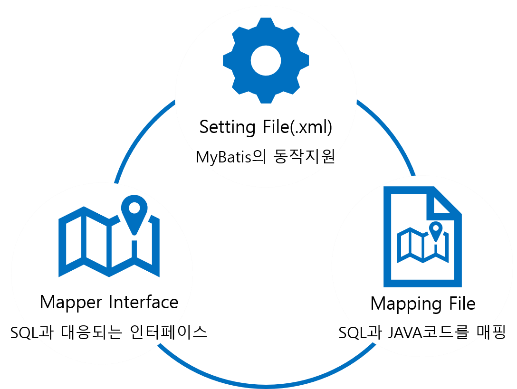 Setting File(.xml)
MyBatis의 동작지원
Mapper Interface
SQL과 대응되는 인터페이스
Mapping File
SQL과 JAVA코드를 매핑